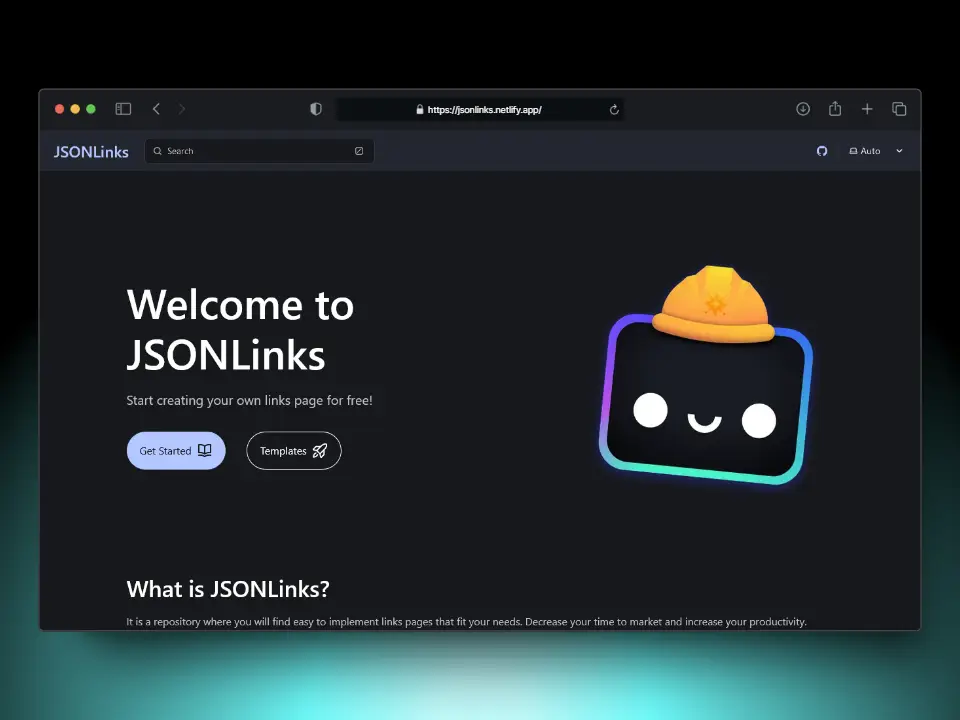 https://jsonlinks.netlify.app/
JSONLinks
Search
Auto
Welcome to
JSONLinks
Start creating your own links page for free!
Get Started
Templates
What is JSONLinks?
It is a repository where you will find easy to implement links pages that fit your needs. Decrease your time to market and increase your productivity.